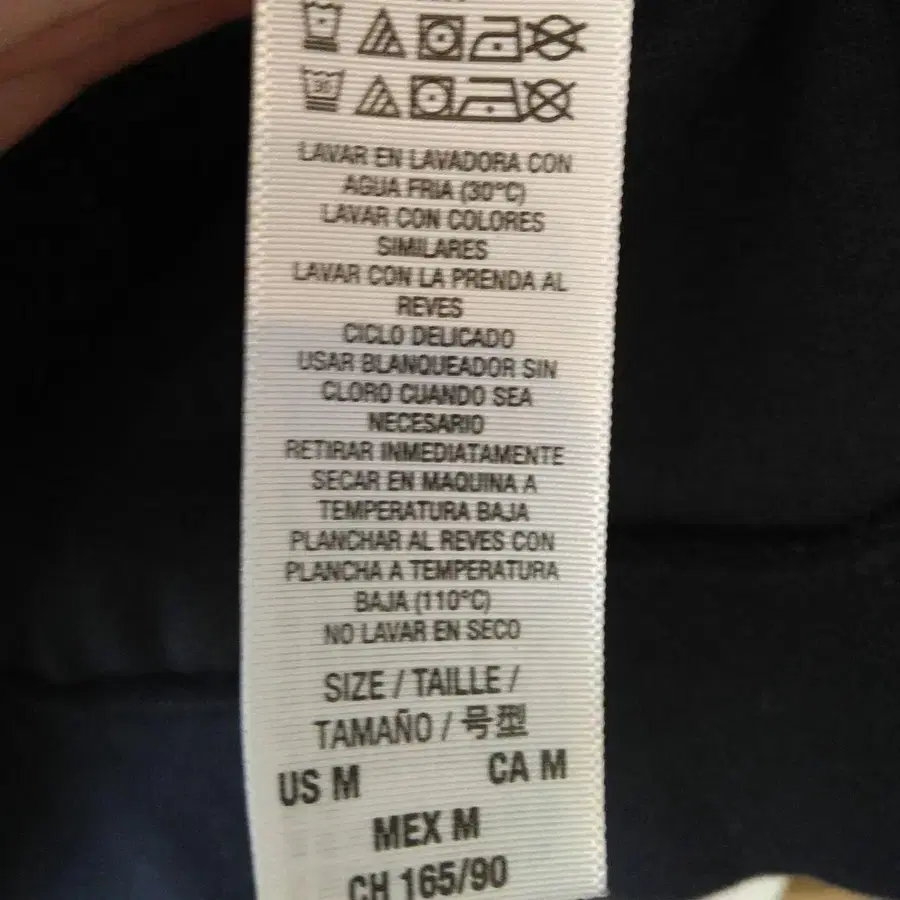 LAVAR EN LAVADORA CON
AGUA FRIA (30°C)
LAVAR CON COLORES
SIMILARES
LAVAR CON LA PRENDA AL
REVES
CICLO DELICADO
USAR BLANQUEADOR SIN
CLORO CUANDO SEA
NECESARIO
RETIRAR INMEDIATAMENTE
SECAR EN MAQUINA A
TEMPERATURA BAJA
PLANCHAR AL REVES CON
PLANCHA A TEMPERATURA
BAJA (110°C)
NO LAVAR EN SECO
SIZE / TAILLE /
TAMAÑO / 号型
US M CA M
MEX M
CH 165/90